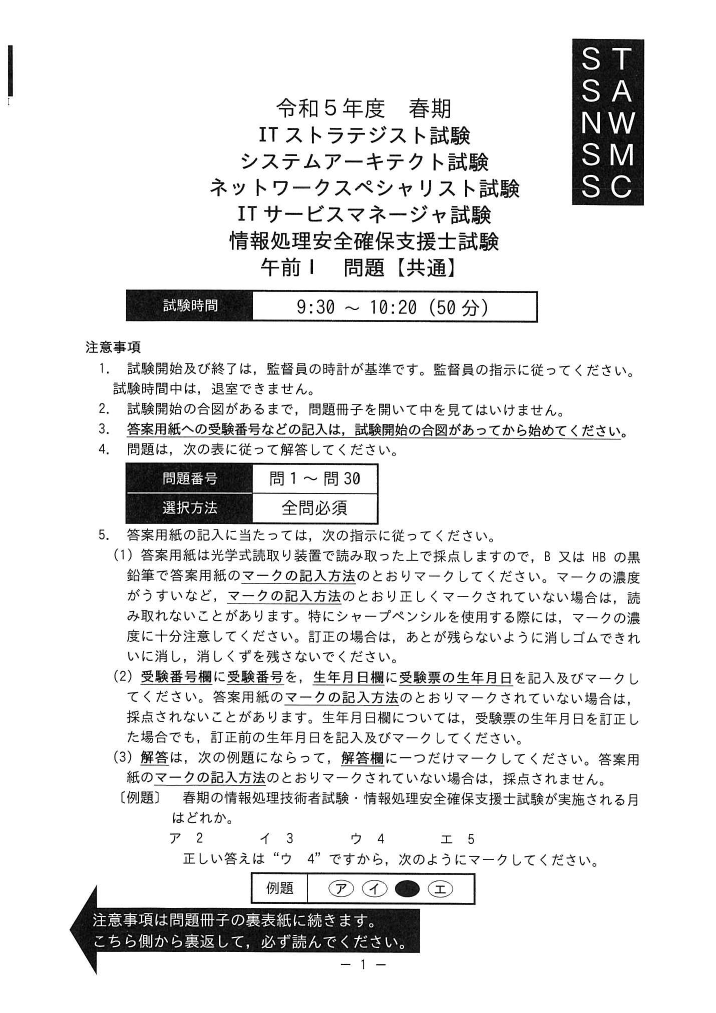 S T
S A
N W
S M
S C
令和５年度　春期
IT ストラテジスト試験
システムアーキテクト試験
ネットワークスペシャリスト試験
IT サービスマネージャ試験
情報処理安全確保支援士試験
午前Ⅰ　問題【共通】
試験時間　9:30 ～ 10:20（50 分）
注意事項
1.　試験開始及び終了は，監督員の時計が基準です。監督員の指示に従ってください。
試験時間中は，退室できません。
2.　試験開始の合図があるまで，問題冊子を開いて中を見てはいけません。
3.　答案用紙への受験番号などの記入は，試験開始の合図があってから始めてください。
4.　問題は，次の表に従って解答してください。
問題番号　問 1 ～ 問 30
選択方法　全問必須
5.　答案用紙の記入に当たっては，次の指示に従ってください。
(1) 答案用紙は光学式読取り装置で読み取った上で採点しますので，B 又は HB の黒
鉛筆で答案用紙のマークの記入方法のとおりマークしてください。マークの濃度
がうすいなど，マークの記入方法のとおり正しくマークされていない場合は，読
み取れないことがあります。特にシャープペンシルを使用する際には，マークの濃
度に十分注意してください。訂正の場合は，あとが残らないように消しゴムできれ
いに消し，消しくずを残さないでください。
(2) 受験番号欄に受験番号を，生年月日欄に受験票の生年月日を記入及びマークし
てください。答案用紙のマークの記入方法のとおりマークされていない場合は，
採点されないことがあります。生年月日欄については，受験票の生年月日を訂正し
た場合でも，訂正前の生年月日を記入及びマークしてください。
(3) 解答は，次の例題にならって，解答欄に一つだけマークしてください。答案用
紙のマークの記入方法のとおりマークされていない場合は，採点されません。
〔例題〕　春期の情報処理技術者試験・情報処理安全確保支援士試験が実施される月
はどれか。
ア　2　　イ　3　　ウ　4　　エ　5
正しい答えは“ウ　4”ですから，次のようにマークしてください。
例題　ア イ エ
注意事項は問題冊子の裏表紙に続きます。
こちら側から裏返して，必ず読んでください。
－ 1 －